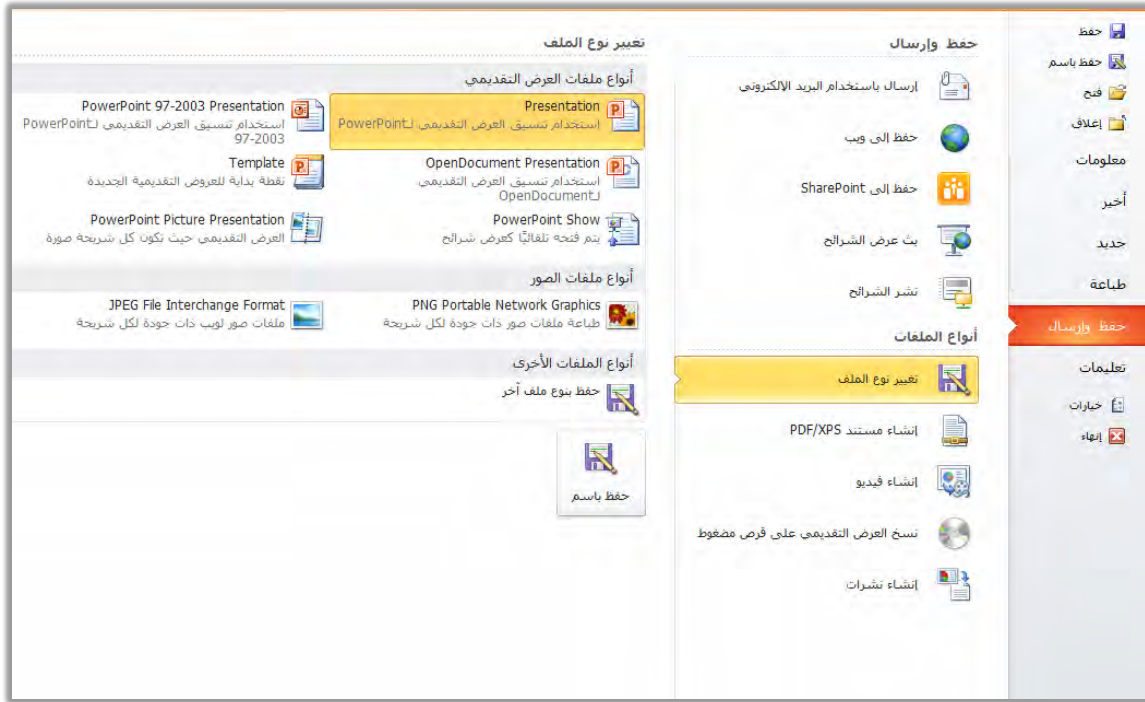 حفظ
حفظ باسم
فتح
إغلاق
معلومات
أخير
جديد
طباعة
حفظ وإرسال
تعليمات
خيارات
إنهاء
حفظ وإرسال
إرسال باستخدام البريد الإلكتروني
حفظ إلى ويب
حفظ إلى SharePoint
بث عرض الشرائح
نشر الشرائح
أنواع الملفات
تغيير نوع الملف
إنشاء مستند PDF/XPS
إنشاء فيديو
نسخ العرض التقديمي على قرص مضغوط
إنشاء نشرات
تغيير نوع الملف
أنواع ملفات العرض التقديمي
Presentation
استخدام تنسيق العرض التقديمي لـPowerPoint
PowerPoint 97-2003 Presentation
استخدام تنسيق العرض التقديمي لـPowerPoint
97-2003
OpenDocument Presentation
استخدام تنسيق العرض التقديمي
لـOpenDocument
Template
نقطة بداية للعروض التقديمية الجديدة
PowerPoint Show
يتم فتحه تلقائيًا كعرض شرائح
PowerPoint Picture Presentation
العرض التقديمي حيث تكون كل شريحة صورة
أنواع ملفات الصور
PNG Portable Network Graphics
طباعة ملفات صور ذات جودة لكل شريحة
JPEG File Interchange Format
ملفات صور لويب ذات جودة لكل شريحة
أنواع الملفات الأخرى
حفظ بنوع ملف آخر
حفظ باسم